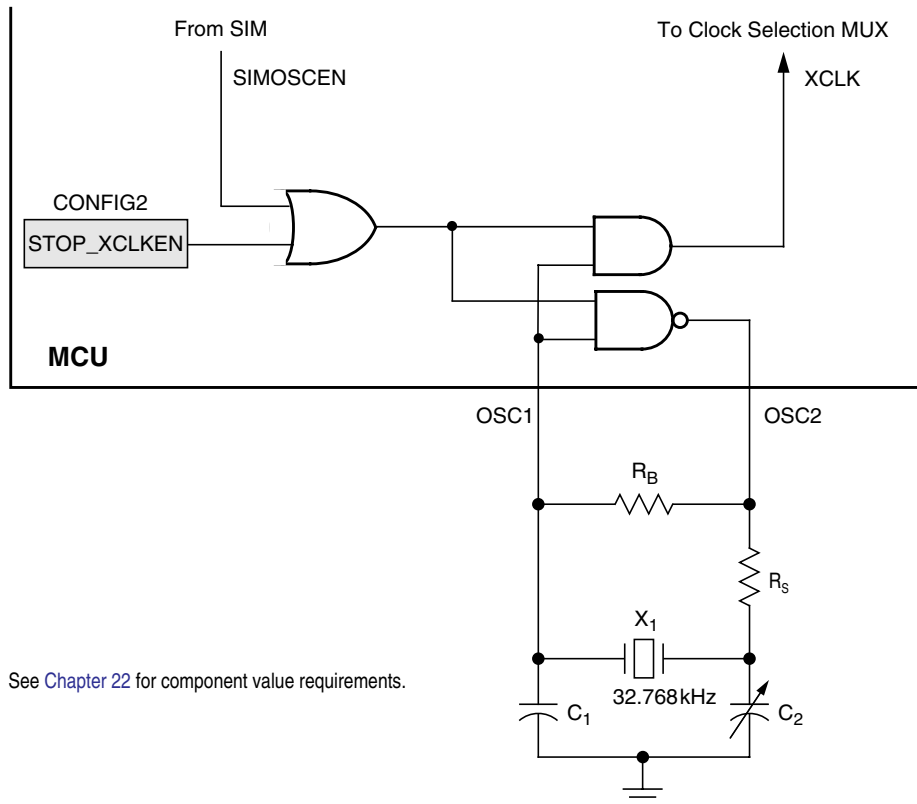 From SIM
To Clock Selection MUX
SIMOSCEN
XCLK
CONFIG2
STOP_XCLKEN
MCU
OSC1
OSC2
RB
RS
X1
32.768kHz
See Chapter 22 for component value requirements.
C1
C2